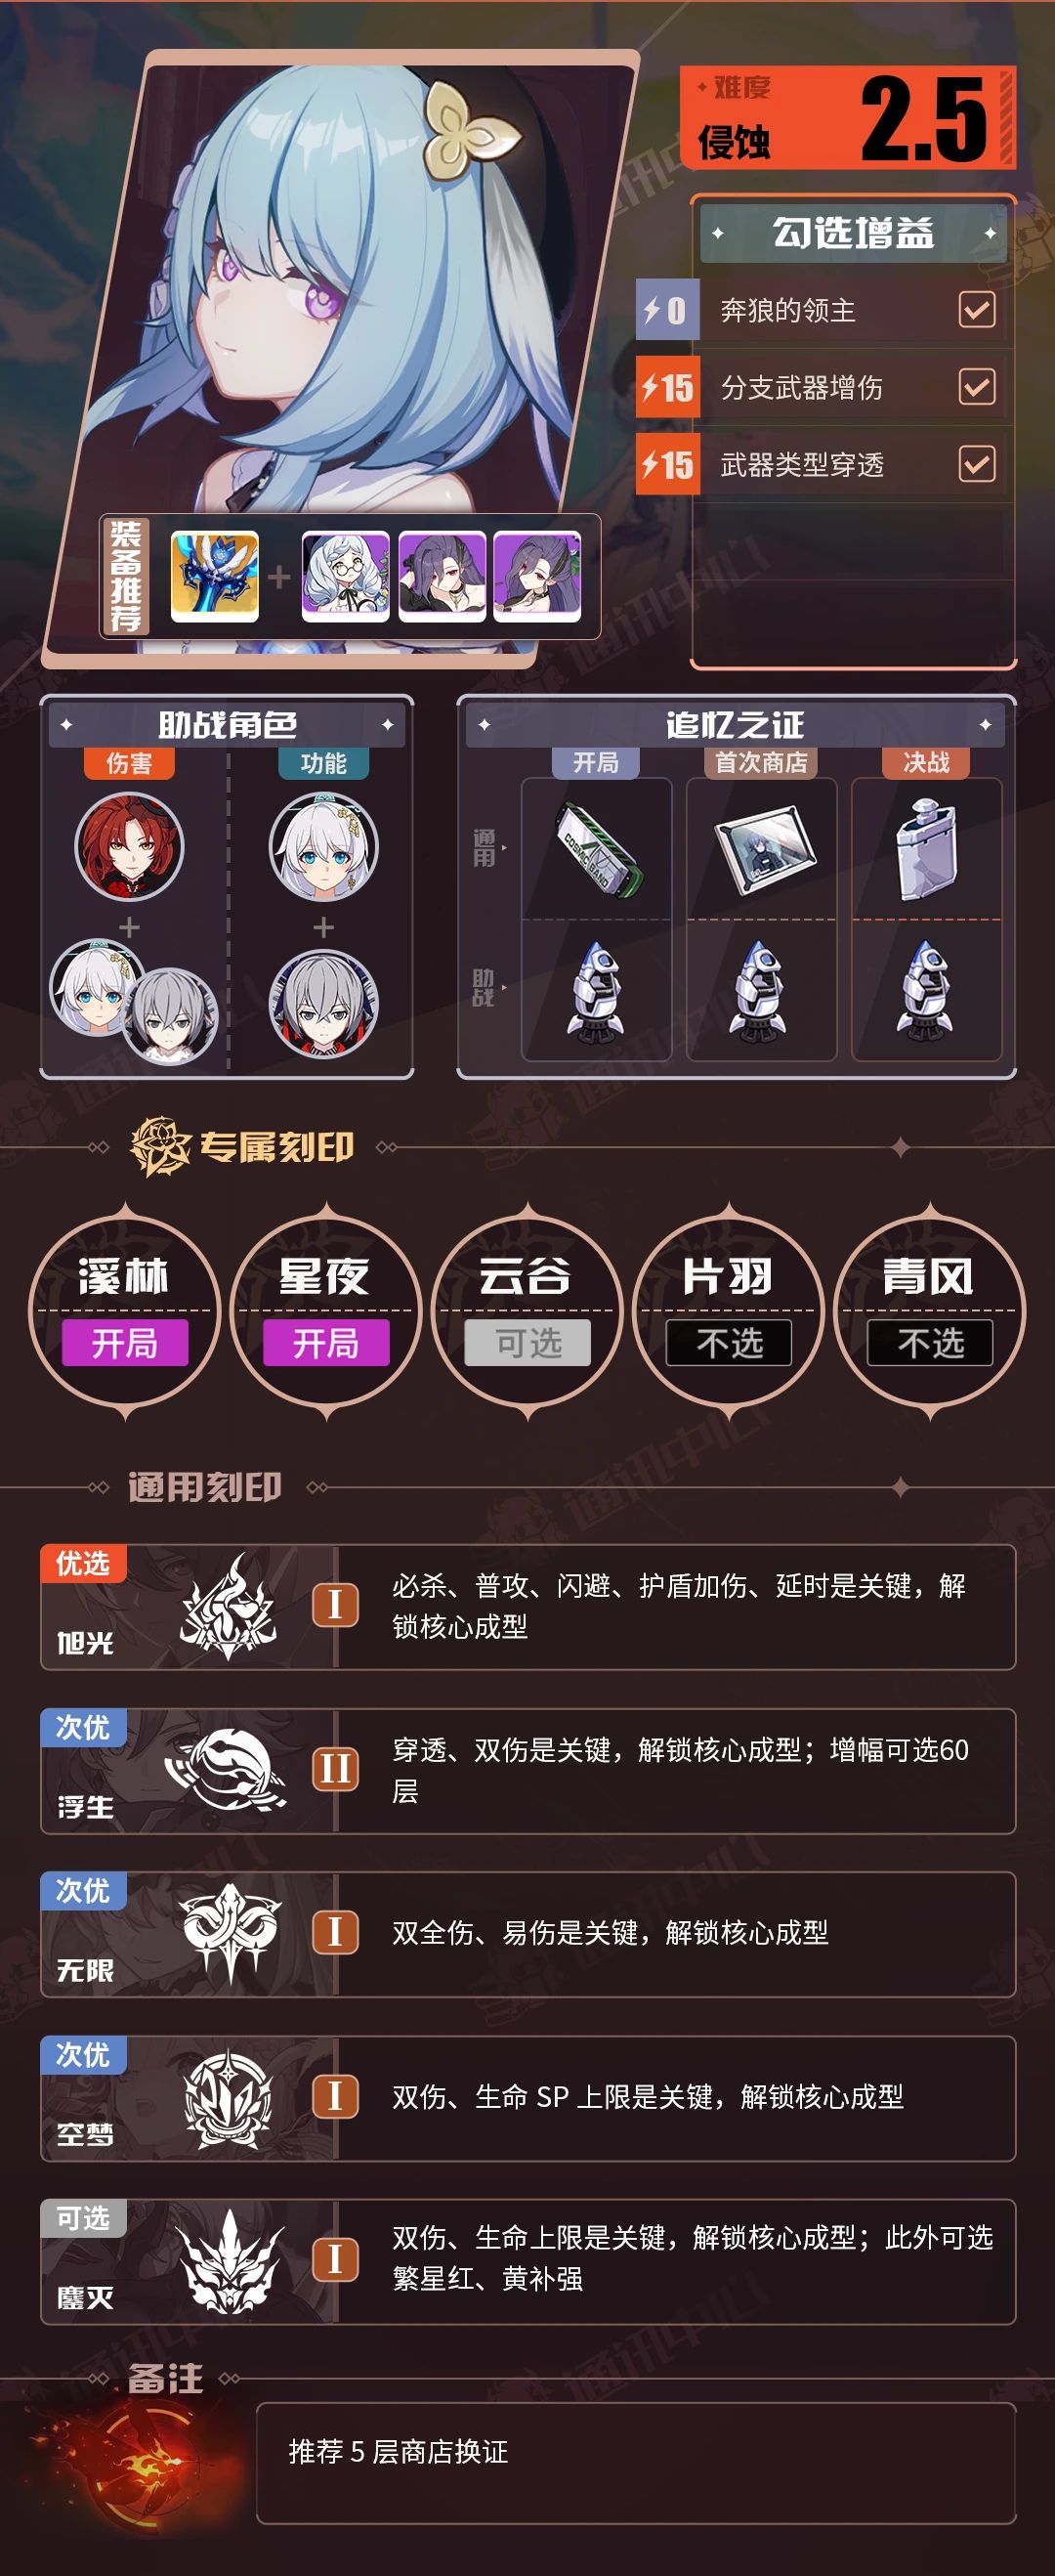 难度
侵蚀
2.5
勾选增益
0 奔狼的领主
15 分支武器增伤
15 武器类型穿透
装备推荐
助战角色
伤害
功能
追忆之证
开局
首次商店
决战
通用
COSMIC BAND
助战
专属刻印
溪林
开局
星夜
开局
云谷
可选
片羽
不选
青风
不选
通用刻印
优选
旭光
I
必杀、普攻、闪避、护盾加伤、延时是关键，解
锁核心成型
次优
浮生
II
穿透、双伤是关键，解锁核心成型；增幅可选60
层
次优
无限
I
双全伤、易伤是关键，解锁核心成型
次优
空梦
I
双伤、生命 SP 上限是关键，解锁核心成型
可选
鏖灭
I
双伤、生命上限是关键，解锁核心成型；此外可选
繁星红、黄补强
备注
推荐 5 层商店换证
通讯中心